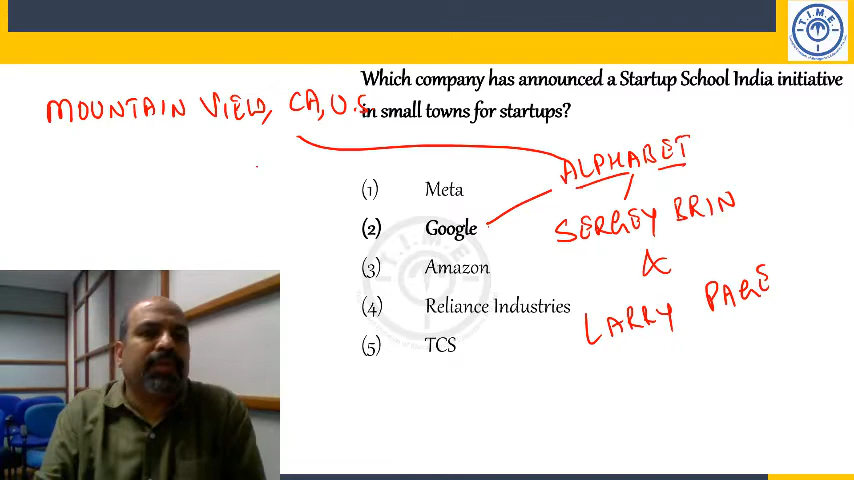 T.I.M.E.
Which company has announced a Startup School India initiative
in small towns for startups?
MOUNTAIN VIEW, CA, U.S
ALPHABET
(1) Meta
(2) Google
(3) Amazon
(4) Reliance Industries
(5) TCS
SERGEY BRIN
&
LARRY PAGE